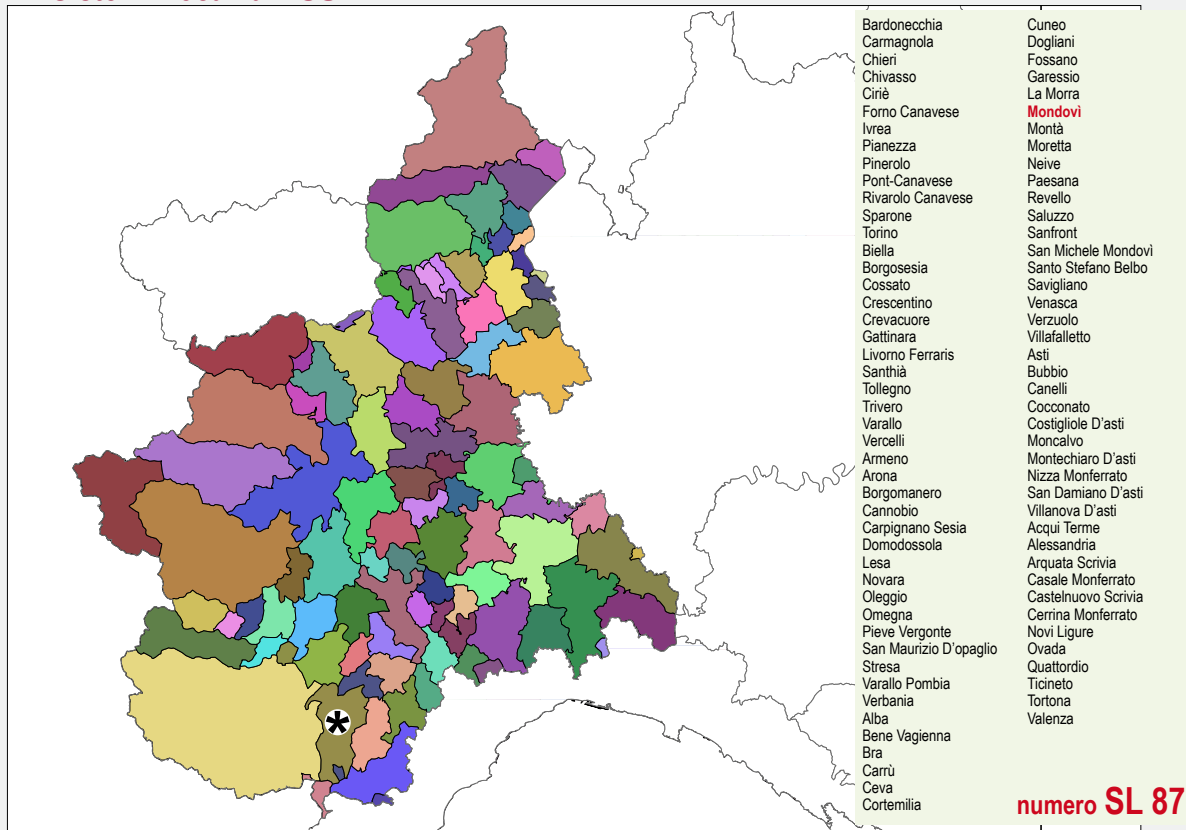 Bardonecchia
Carmagnola
Chieri
Chivasso
Ciriè
Forno Canavese
Ivrea
Pianezza
Pinerolo
Pont-Canavese
Rivarolo Canavese
Sparone
Torino
Biella
Borgosesia
Cossato
Crescentino
Crevacuore
Gattinara
Livorno Ferraris
Santhià
Tollegno
Trivero
Varallo
Vercelli
Armeno
Arona
Borgomanero
Cannobio
Carpignano Sesia
Domodossola
Lesa
Novara
Oleggio
Omegna
Pieve Vergonte
San Maurizio D'opaglio
Stresa
Varallo Pombia
Verbania
Alba
Bene Vagienna
Bra
Carrù
Ceva
Cortemilia
Cuneo
Dogliani
Fossano
Garessio
La Morra
Mondovì
Montà
Moretta
Neive
Paesana
Revello
Saluzzo
Sanfront
San Michele Mondovì
Santo Stefano Belbo
Savigliano
Venasca
Verzuolo
Villafalletto
Asti
Bubbio
Canelli
Cocconato
Costigliole D'asti
Moncalvo
Montechiaro D'asti
Nizza Monferrato
San Damiano D'asti
Villanova D'asti
Acqui Terme
Alessandria
Arquata Scrivia
Casale Monferrato
Castelnuovo Scrivia
Cerrina Monferrato
Novi Ligure
Ovada
Quattordio
Ticineto
Tortona
Valenza
*
numero SL 87